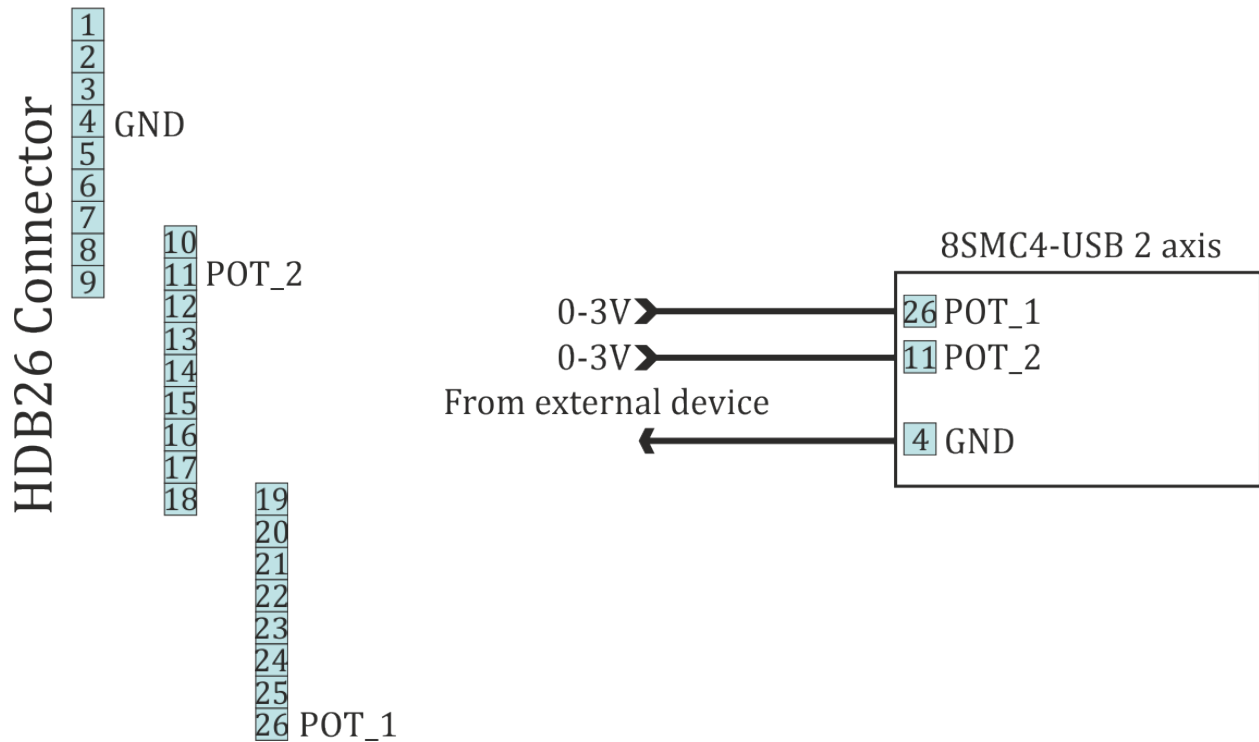 HDB26 Connector
1
2
3
4 GND
5
6
7
8
9
10
11 POT_2
12
13
14
15
16
17
18
19
20
21
22
23
24
25
26 POT_1
8SMC4-USB 2 axis
0-3V 26 POT_1
0-3V 11 POT_2
From external device
4 GND